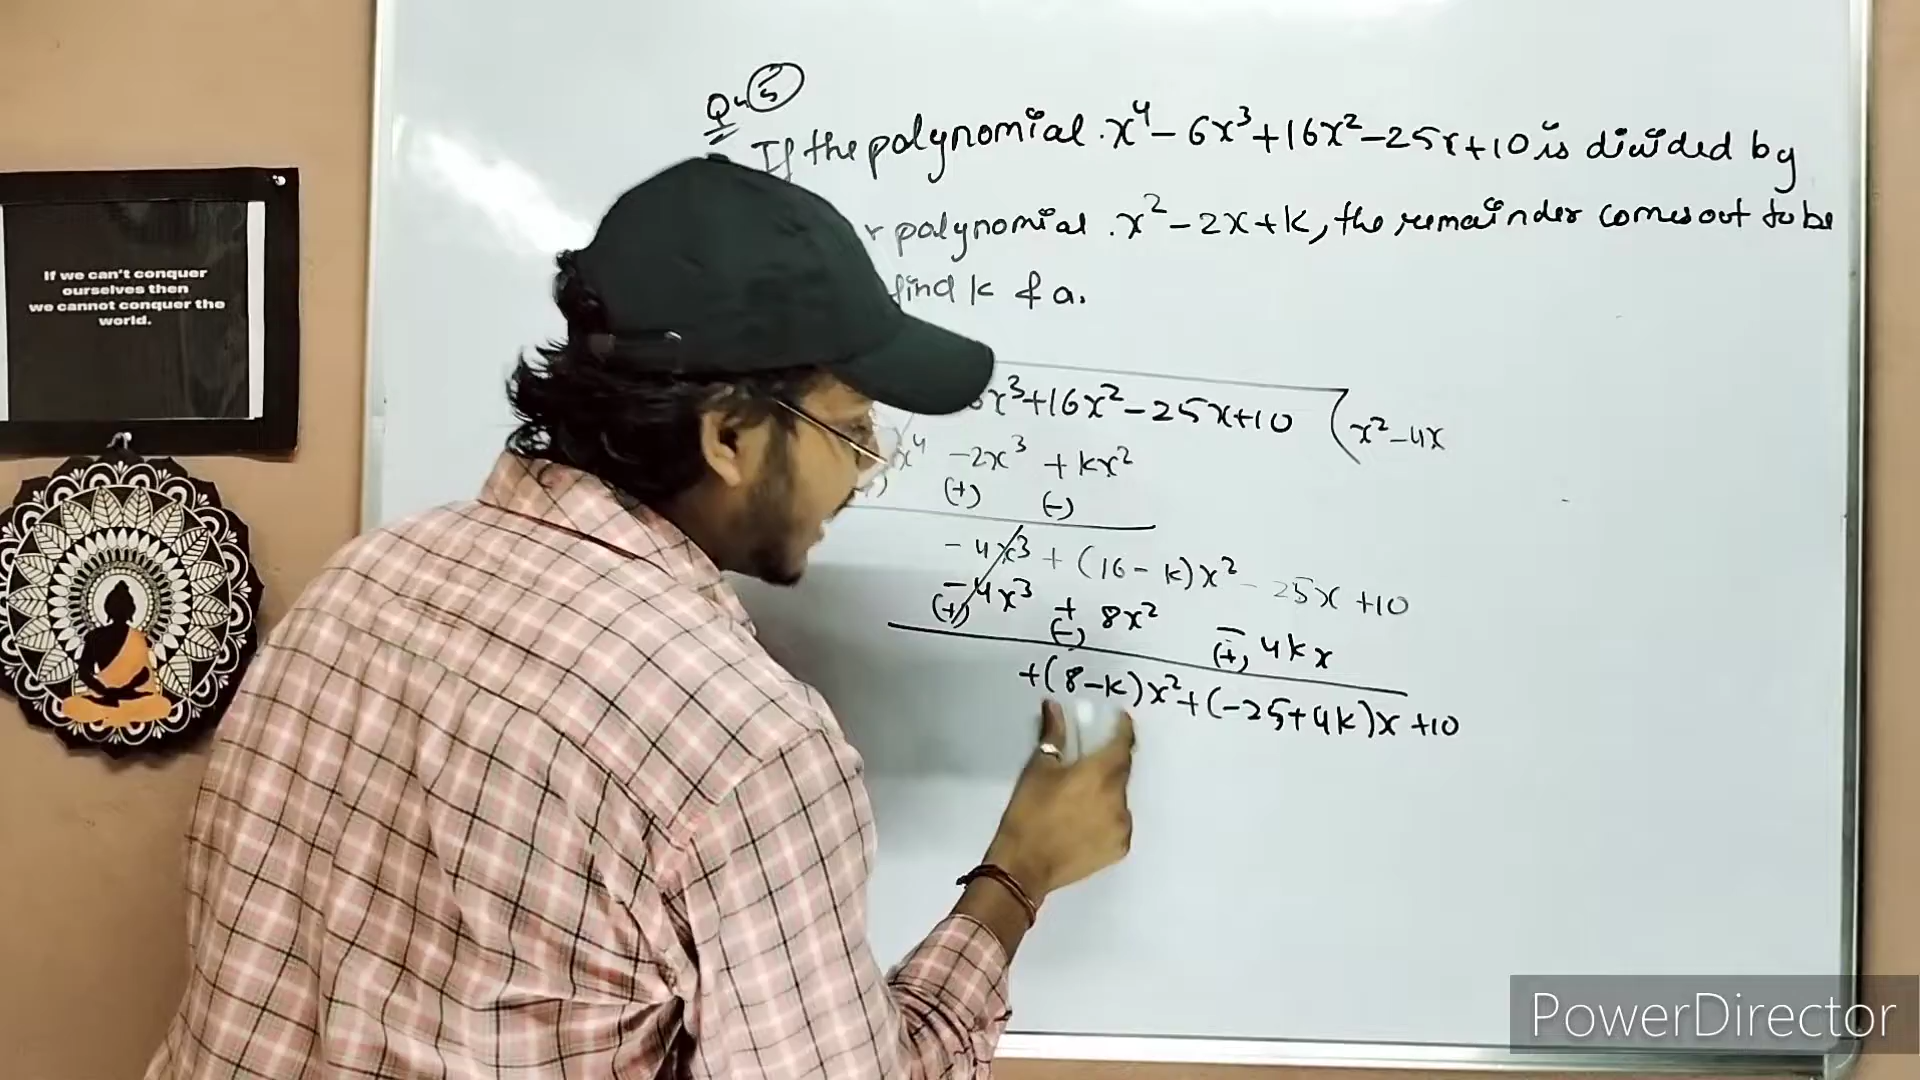 Q. 5
If the polynomial x⁴ - 6x³ + 16x² - 25x + 10 is divided by
r polynomial x² - 2x + k, the remainder comes out to be
find k & a.
x³ + 16x² - 25x + 10 ( x² - 4x
x⁴ - 2x³ + kx²
(+) (-)
- 4x³ + (16 - k)x² - 25x + 10
- 4x³ + 8x² - 4kx
(+) (-) (+)
+ (8 - k)x² + (-25 + 4k)x + 10
If we can't conquer
ourselves then
we cannot conquer the
world.
PowerDirector